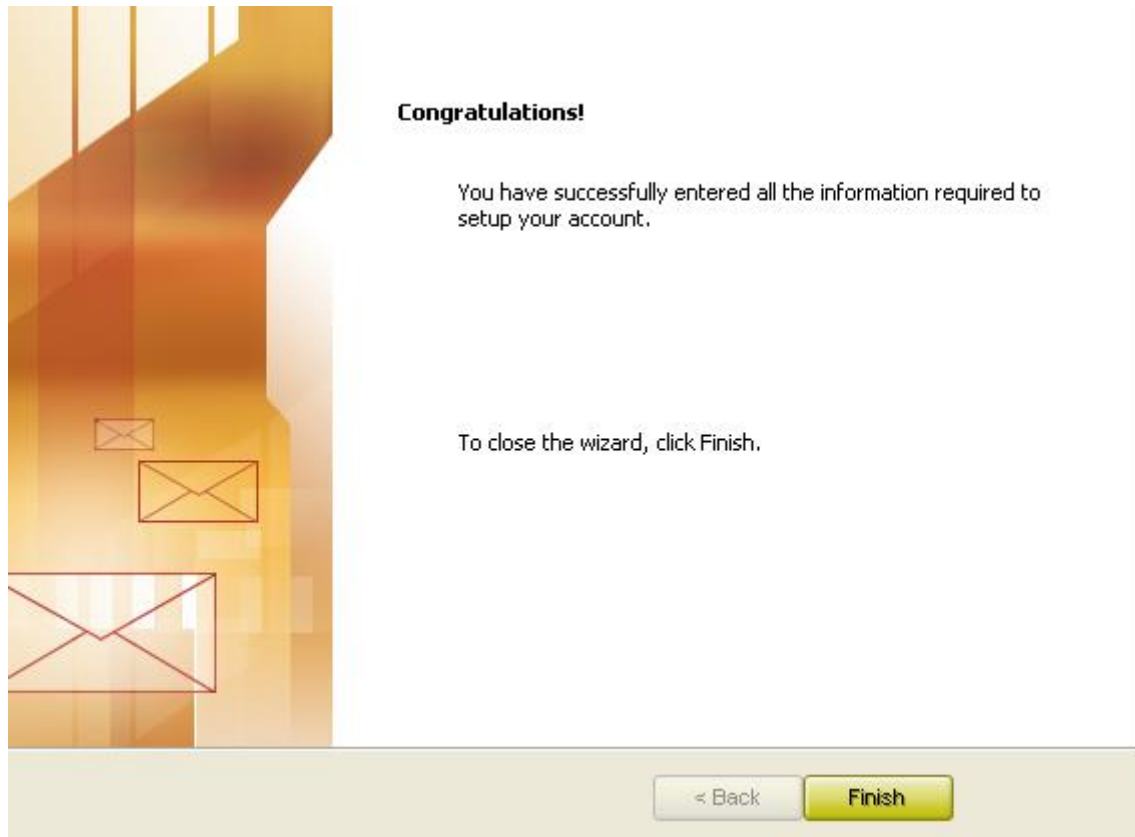 Congratulations!
You have successfully entered all the information required to
setup your account.
To close the wizard, click Finish.
< Back
Finish